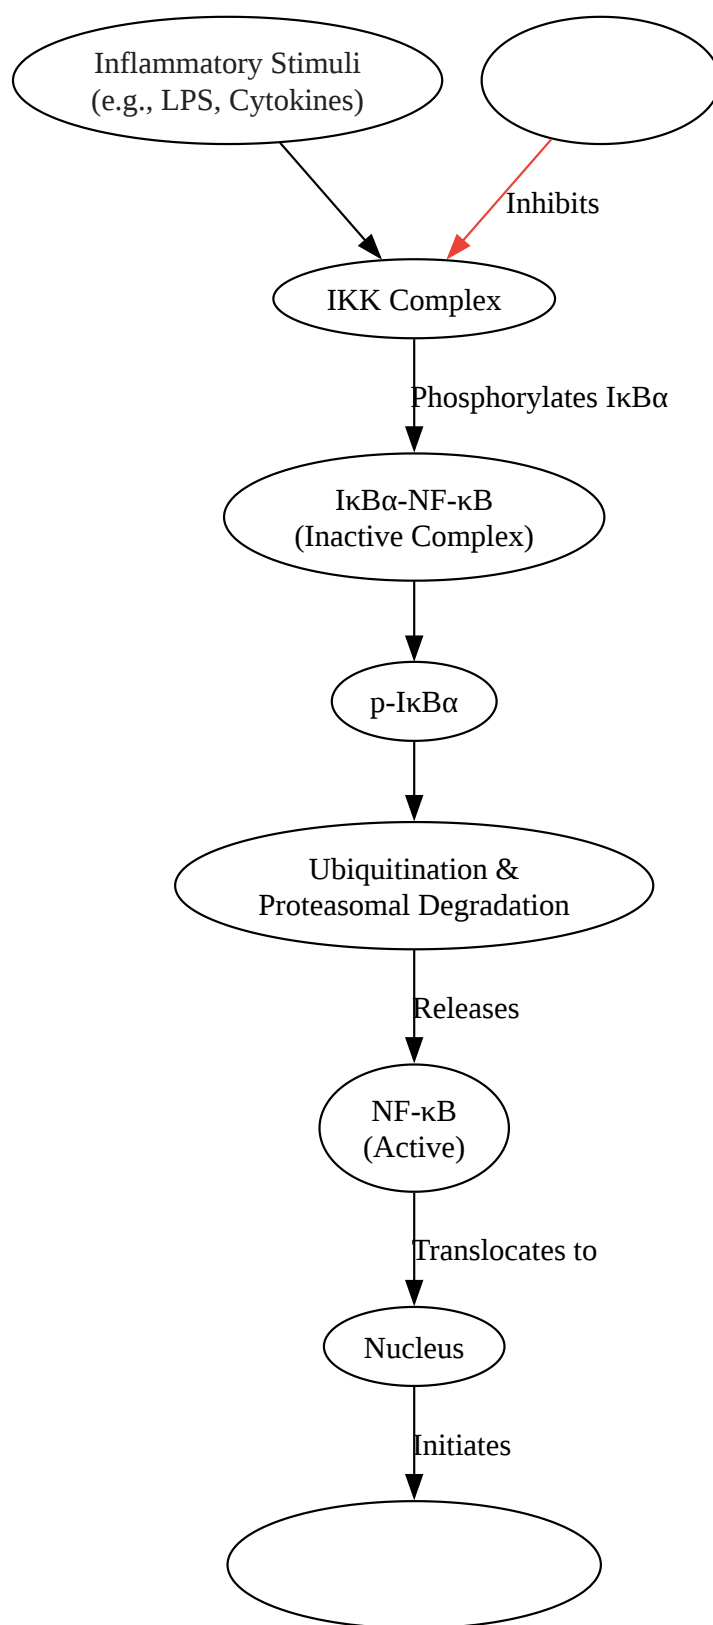 Inflammatory Stimuli
(e.g., LPS, Cytokines)
Inhibits
IKK Complex
Phosphorylates IκBα
IκBα-NF-κB
(Inactive Complex)
p-IκBα
Ubiquitination &
Proteasomal Degradation
Releases
NF-κB
(Active)
Translocates to
Nucleus
Initiates